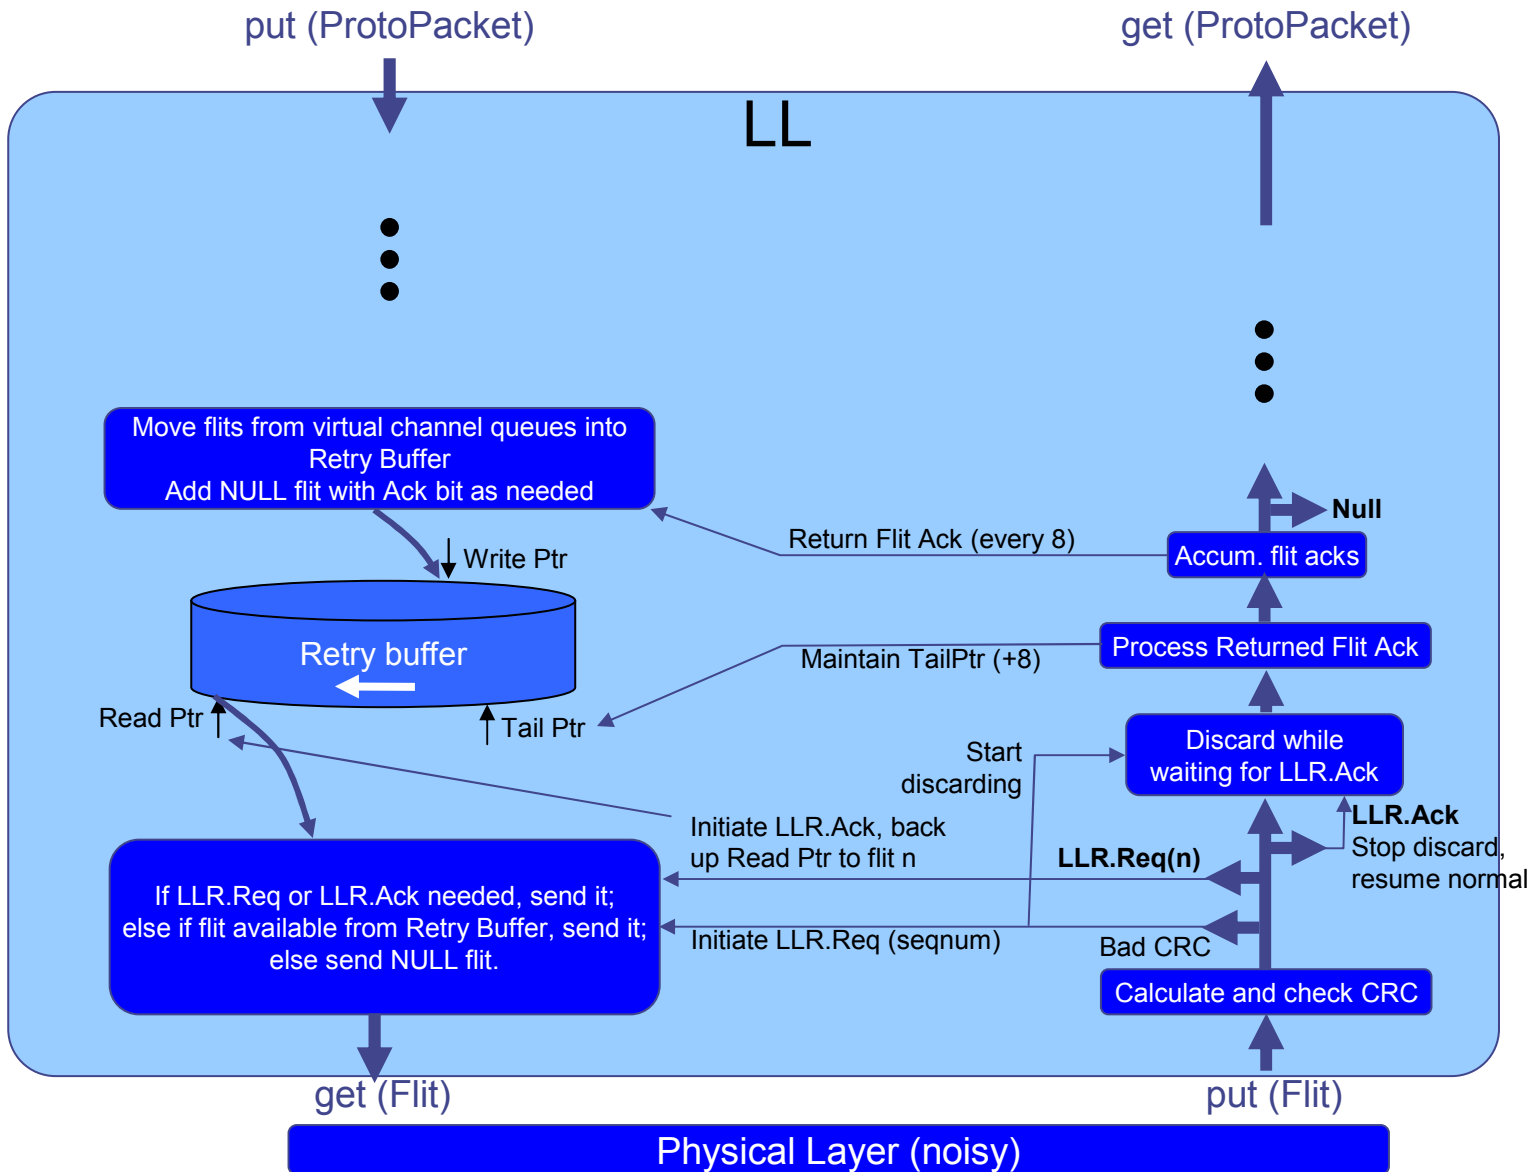 put (ProtoPacket)
get (ProtoPacket)
LL
Move flits from virtual channel queues into
Retry Buffer
Add NULL flit with Ack bit as needed
Null
Return Flit Ack (every 8)
Accum. flit acks
Write Ptr
Retry buffer
Maintain TailPtr (+8)
Process Returned Flit Ack
Read Ptr
Tail Ptr
Start
discarding
Discard while
waiting for LLR.Ack
Initiate LLR.Ack, back
up Read Ptr to flit n
LLR.Req(n)
LLR.Ack
Stop discard,
resume normal
If LLR.Req or LLR.Ack needed, send it;
else if flit available from Retry Buffer, send it;
else send NULL flit.
Initiate LLR.Req (seqnum)
Bad CRC
Calculate and check CRC
get (Flit)
put (Flit)
Physical Layer (noisy)